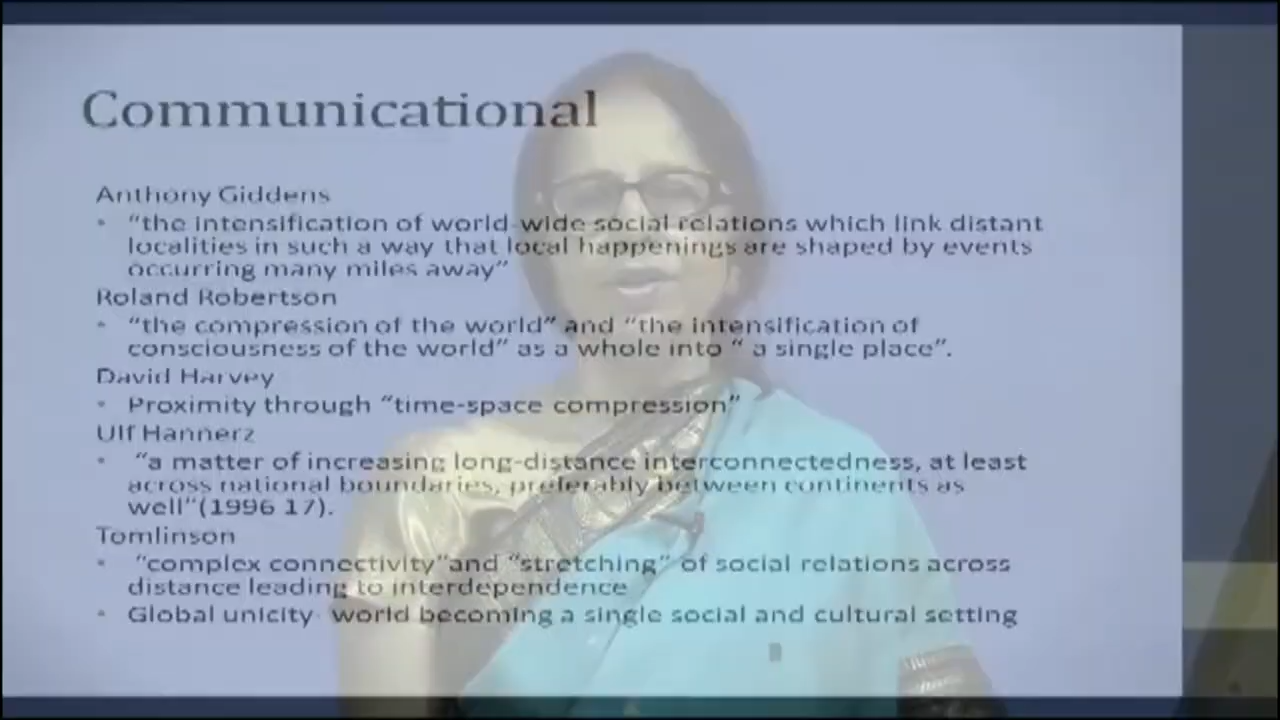 Communicational
Anthony Giddens
• "the intensification of world-wide social relations which link distant
localities in such a way that local happenings are shaped by events
occurring many miles away"
Roland Robertson
• "the compression of the world" and "the intensification of
consciousness of the world" as a whole into " a single place".
David Harvey
• Proximity through "time-space compression"
Ulf Hannerz
• "a matter of increasing long-distance interconnectedness, at least
across national boundaries, preferably between continents as
well"(1996 17).
Tomlinson
• "complex connectivity"and "stretching" of social relations across
distance leading to interdependence
• Global unicity- world becoming a single social and cultural setting